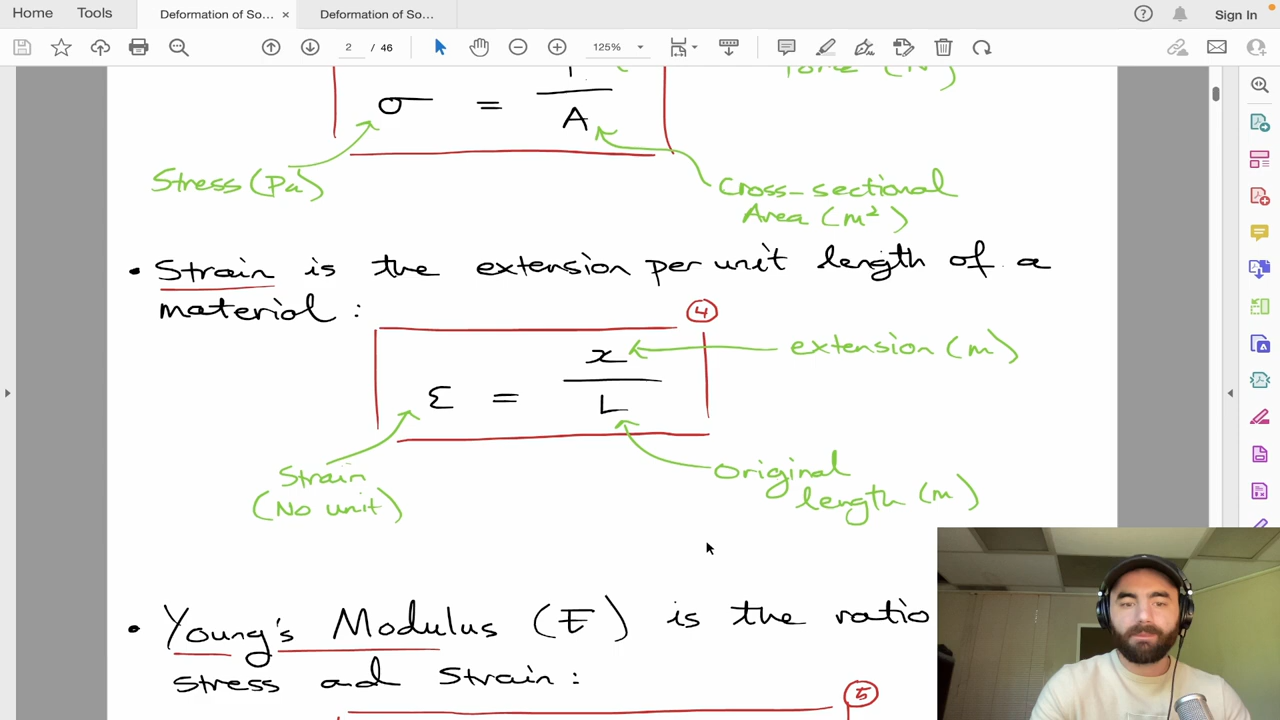 Home Tools Deformation of So... × Deformation of So... Sign In
2 / 46 125%
Force (N)
σ = F
A
Stress (Pa)
Cross-sectional
Area (m²)
• Strain is the extension per unit length of a
material :
4
ε = x
L
extension (m)
Strain
(No unit)
Original
length (m)
• Young's Modulus (E) is the ratio
stress and strain :
5